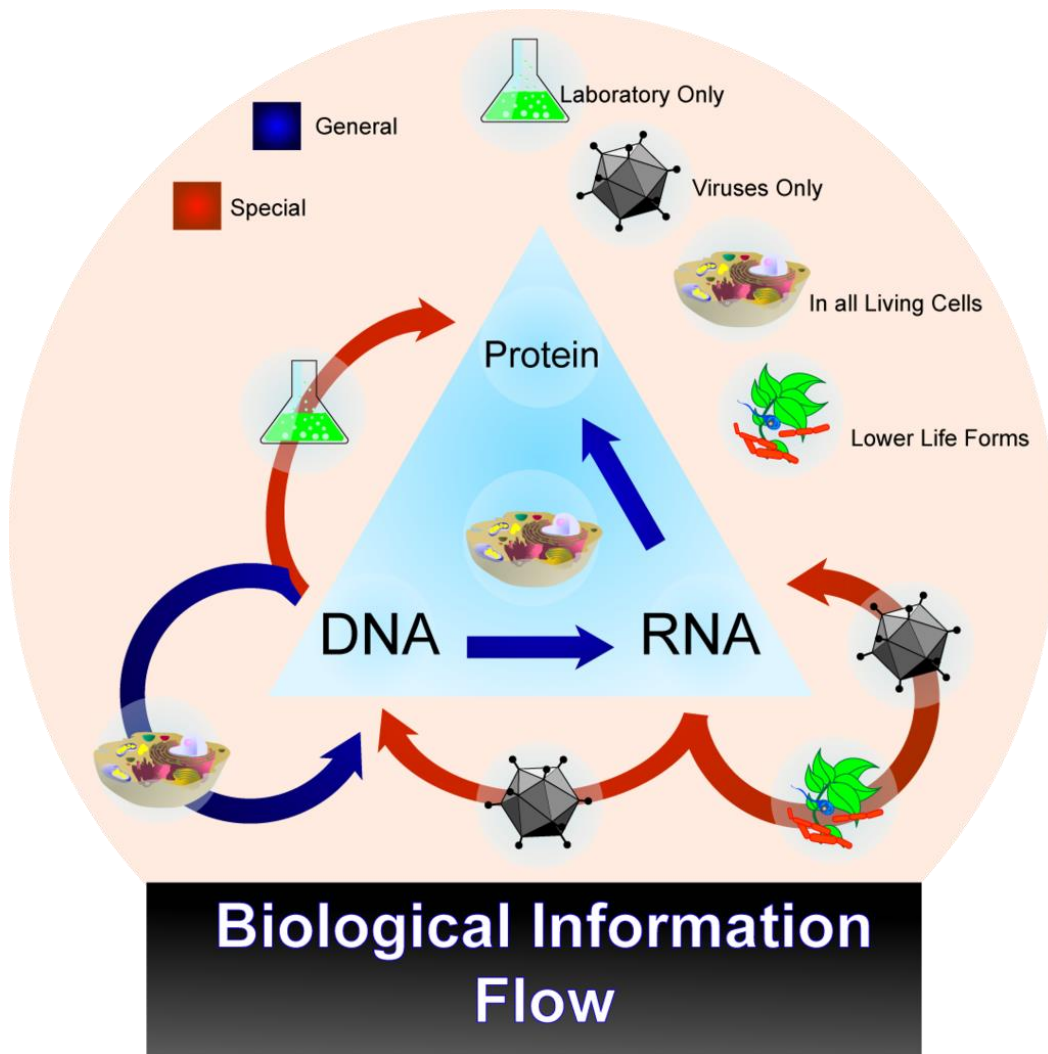 Laboratory Only
General
Viruses Only
Special
In all Living Cells
Protein
Lower Life Forms
DNA
RNA
Biological Information
Flow